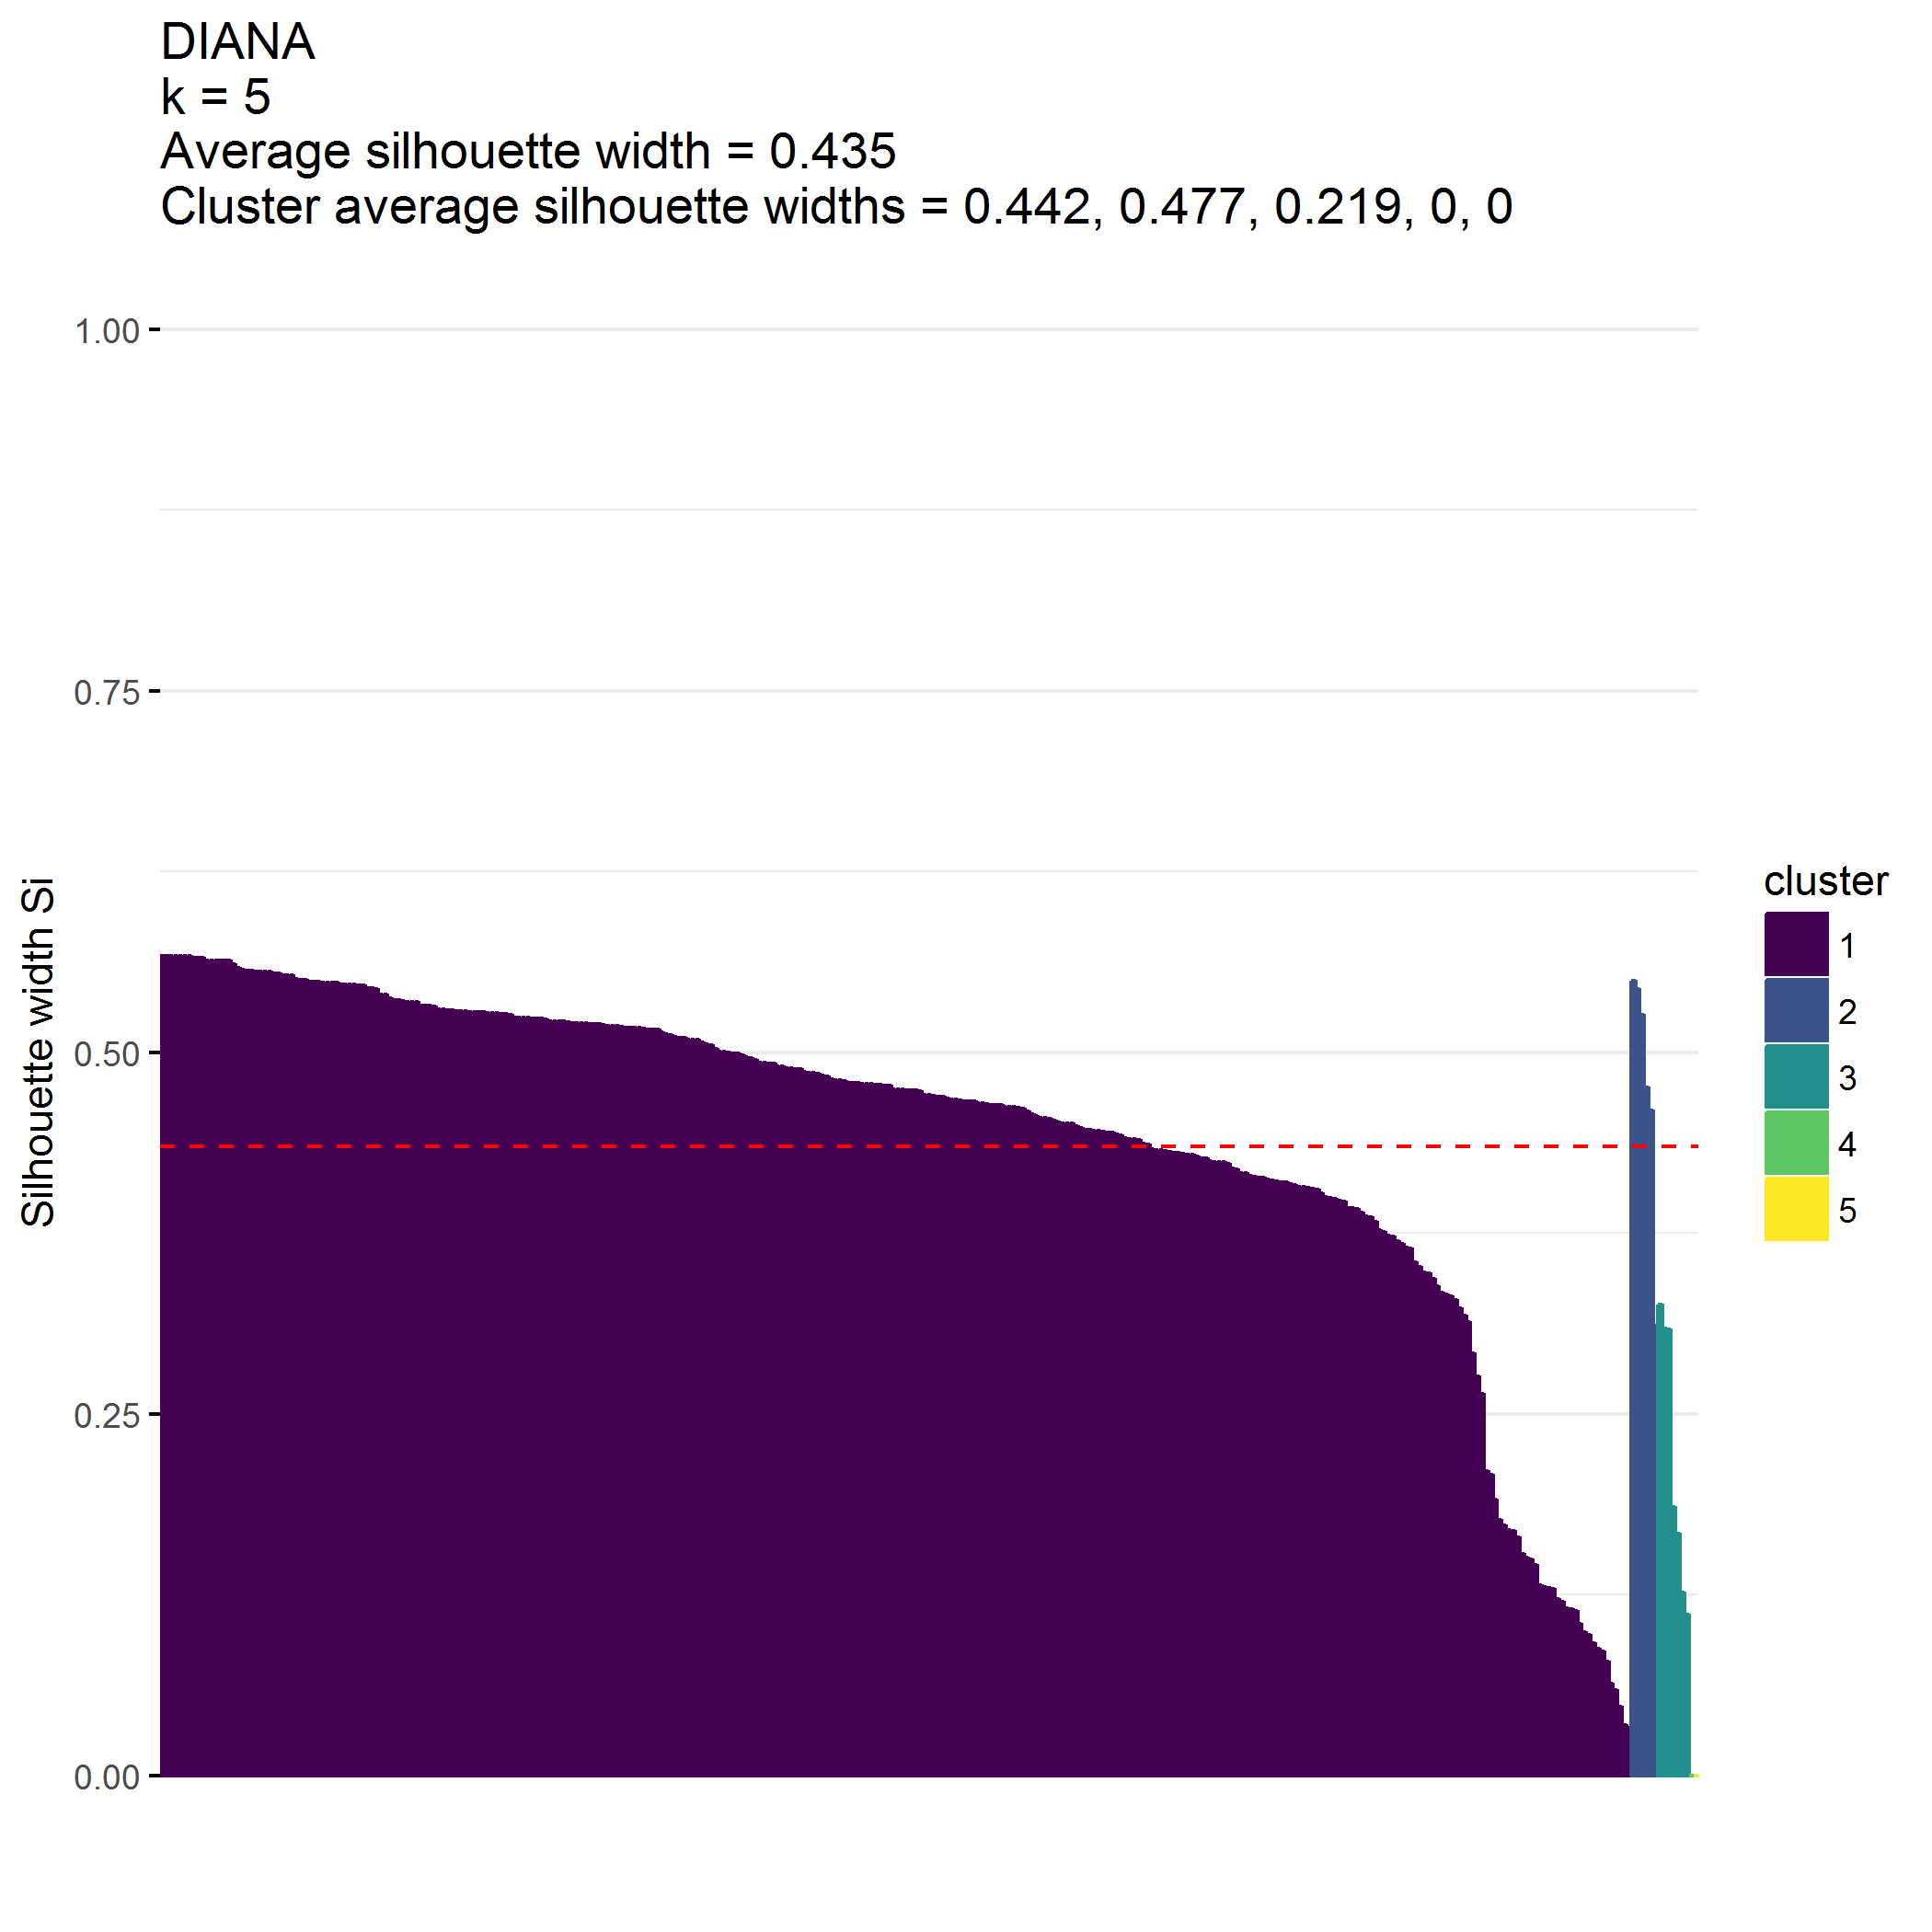 DIANA
k = 5
Average silhouette width = 0.435
Cluster average silhouette widths = 0.442, 0.477, 0.219, 0, 0
1.00
0.75
0.50
0.25
0.00
Silhouette width Si
cluster
1
2
3
4
5